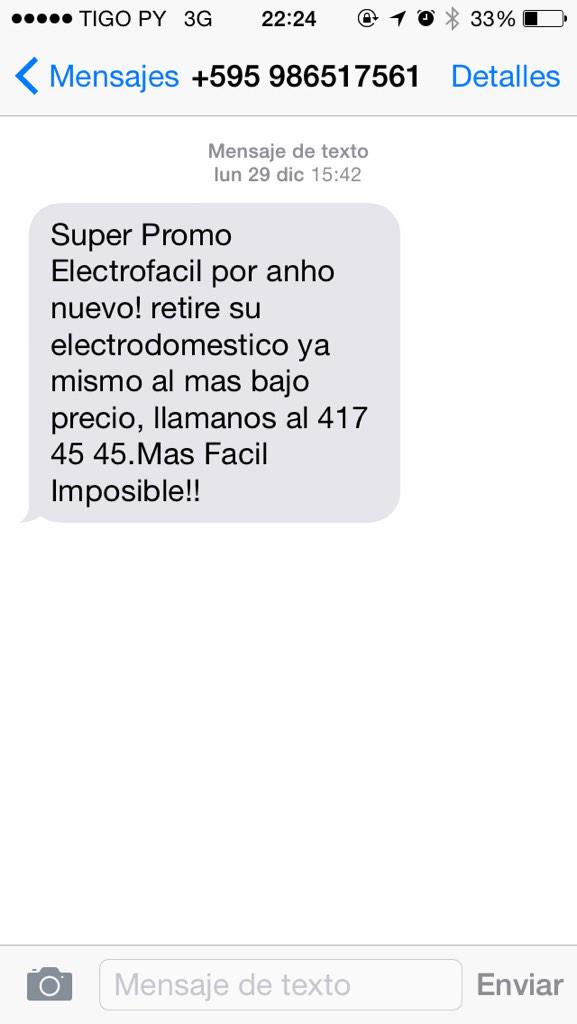 TIGO PY 3G 22:24 33%
Mensajes +595 986517561 Detalles
Mensaje de texto
lun 29 dic 15:42
Super Promo
Electrofacil por anho
nuevo! retire su
electrodomestico ya
mismo al mas bajo
precio, llamanos al 417
45 45.Mas Facil
Imposible!!
Mensaje de texto Enviar